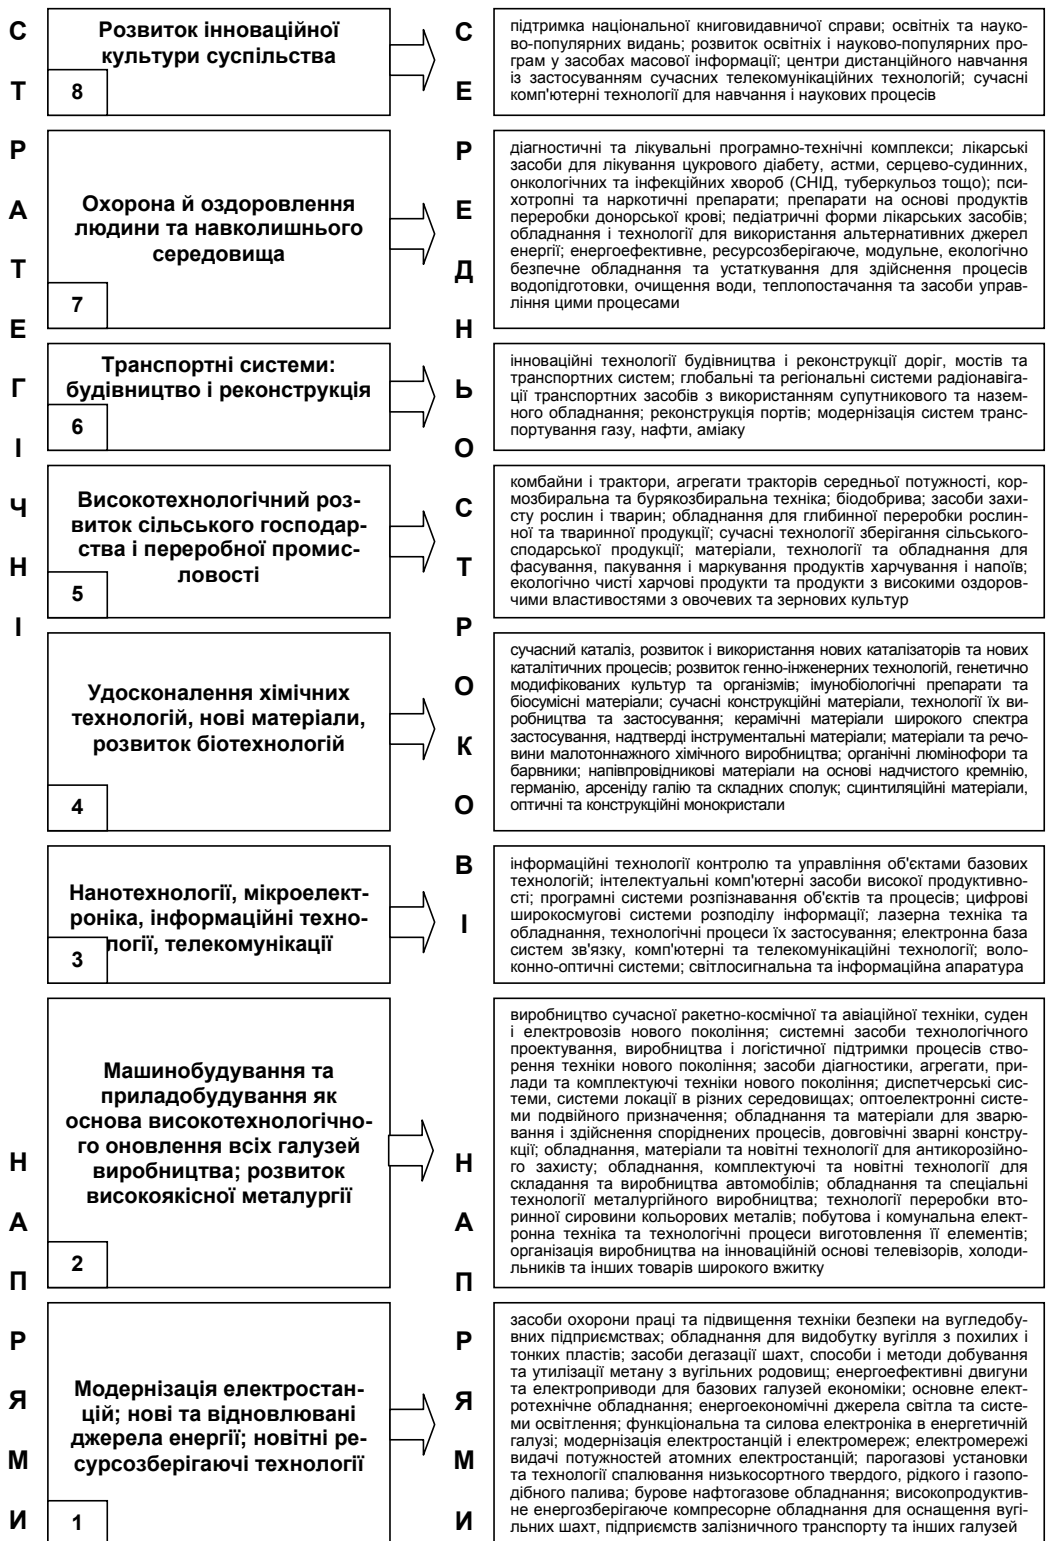 СТРАТЕГІЧНІ НАПРЯМИ
СЕРЕДНЬОСТРОКОВІ НАПРЯМИ
Розвиток інноваційної
культури суспільства
8
підтримка національної книговидавничої справи; освітніх та науко-
во-популярних видань; розвиток освітніх і науково-популярних про-
грам у засобах масової інформації; центри дистанційного навчання
із застосуванням сучасних телекомунікаційних технологій; сучасні
комп'ютерні технології для навчання і наукових процесів
Охорона й оздоровлення
людини та навколишнього
середовища
7
діагностичні та лікувальні програмно-технічні комплекси; лікарські
засоби для лікування цукрового діабету, астми, серцево-судинних,
онкологічних та інфекційних хвороб (СНІД, туберкульоз тощо); пси-
хотропні та наркотичні препарати; препарати на основі продуктів
переробки донорської крові; педіатричні форми лікарських засобів;
обладнання і технології для використання альтернативних джерел
енергії; енергоефективне, ресурсозберігаюче, модульне, екологічно
безпечне обладнання та устаткування для здійснення процесів
водопідготовки, очищення води, теплопостачання та засоби управ-
ління цими процесами
Транспортні системи:
будівництво і реконструкція
6
інноваційні технології будівництва і реконструкції доріг, мостів та
транспортних систем; глобальні та регіональні системи радіонавіга-
ції транспортних засобів з використанням супутникового та назем-
ного обладнання; реконструкція портів; модернізація систем транс-
портування газу, нафти, аміаку
Високотехнологічний роз-
виток сільського господар-
ства і переробної промис-
ловості
5
комбайни і трактори, агрегати тракторів середньої потужності, кор-
мозбиральна та бурякозбиральна техніка; біодобрива; засоби захи-
сту рослин і тварин; обладнання для глибинної переробки рослин-
ної та тваринної продукції; сучасні технології зберігання сільського-
сподарської продукції; матеріали, технології та обладнання для
фасування, пакування і маркування продуктів харчування і напоїв;
екологічно чисті харчові продукти та продукти з високими оздоров-
чими властивостями з овочевих та зернових культур
Удосконалення хімічних
технологій, нові матеріали,
розвиток біотехнологій
4
сучасний каталіз, розвиток і використання нових каталізаторів та нових
каталітичних процесів; розвиток генно-інженерних технологій, генетично
модифікованих культур та організмів; імунобіологічні препарати та
біосумісні матеріали; сучасні конструкційні матеріали, технології їх ви-
робництва та застосування; керамічні матеріали широкого спектра
застосування, надтверді інструментальні матеріали; матеріали та речо-
вини малотоннажного хімічного виробництва; органічні люмінофори та
барвники; напівпровідникові матеріали на основі надчистого кремнію,
германію, арсеніду галію та складних сполук; сцинтиляційні матеріали,
оптичні та конструкційні монокристали
Нанотехнології, мікроелект-
роніка, інформаційні техно-
логії, телекомунікації
3
інформаційні технології контролю та управління об'єктами базових
технологій; інтелектуальні комп'ютерні засоби високої продуктивно-
сті; програмні системи розпізнавання об'єктів та процесів; цифрові
широкосмугові системи розподілу інформації; лазерна техніка та
обладнання, технологічні процеси їх застосування; електронна база
систем зв'язку, комп'ютерні та телекомунікаційні технології; воло-
конно-оптичні системи; світлосигнальна та інформаційна апаратура
Машинобудування та
приладобудування як
основа високотехнологічно-
го оновлення всіх галузей
виробництва; розвиток
високоякісної металургії
2
виробництво сучасної ракетно-космічної та авіаційної техніки, суден
і електровозів нового покоління; системні засоби технологічного
проектування, виробництва і логістичної підтримки процесів ство-
рення техніки нового покоління; засоби діагностики, агрегати, при-
лади та комплектуючі техніки нового покоління; диспетчерські сис-
теми, системи локації в різних середовищах; оптоелектронні систе-
ми подвійного призначення; обладнання та матеріали для зварю-
вання і здійснення споріднених процесів, довговічні зварні констру-
кції; обладнання, матеріали та новітні технології для антикорозійно-
го захисту; обладнання, комплектуючі та новітні технології для
складання та виробництва автомобілів; обладнання та спеціальні
технології металургійного виробництва; технології переробки вто-
ринної сировини кольорових металів; побутова і комунальна елект-
ронна техніка та технологічні процеси виготовлення її елементів;
організація виробництва на інноваційній основі телевізорів, холоди-
льників та інших товарів широкого вжитку
Модернізація електростан-
цій; нові та відновлювані
джерела енергії; новітні ре-
сурсозберігаючі технології
1
засоби охорони праці та підвищення техніки безпеки на вугледобу-
вних підприємствах; обладнання для видобутку вугілля з похилих і
тонких пластів; засоби дегазації шахт, способи і методи добування
та утилізації метану з вугільних родовищ; енергоефективні двигуни
та електроприводи для базових галузей економіки; основне елект-
ротехнічне обладнання; енергоекономічні джерела світла та систе-
ми освітлення; функціональна та силова електроніка в енергетичній
галузі; модернізація електростанцій і електромереж; електромережі
видачі потужностей атомних електростанцій; парогазові установки
та технології спалювання низькосортного твердого, рідкого і газопо-
дібного палива; бурове нафтогазове обладнання; високопродуктив-
не енергозберігаюче компресорне обладнання для оснащення вугі-
льних шахт, підприємств залізничного транспорту та інших галузей